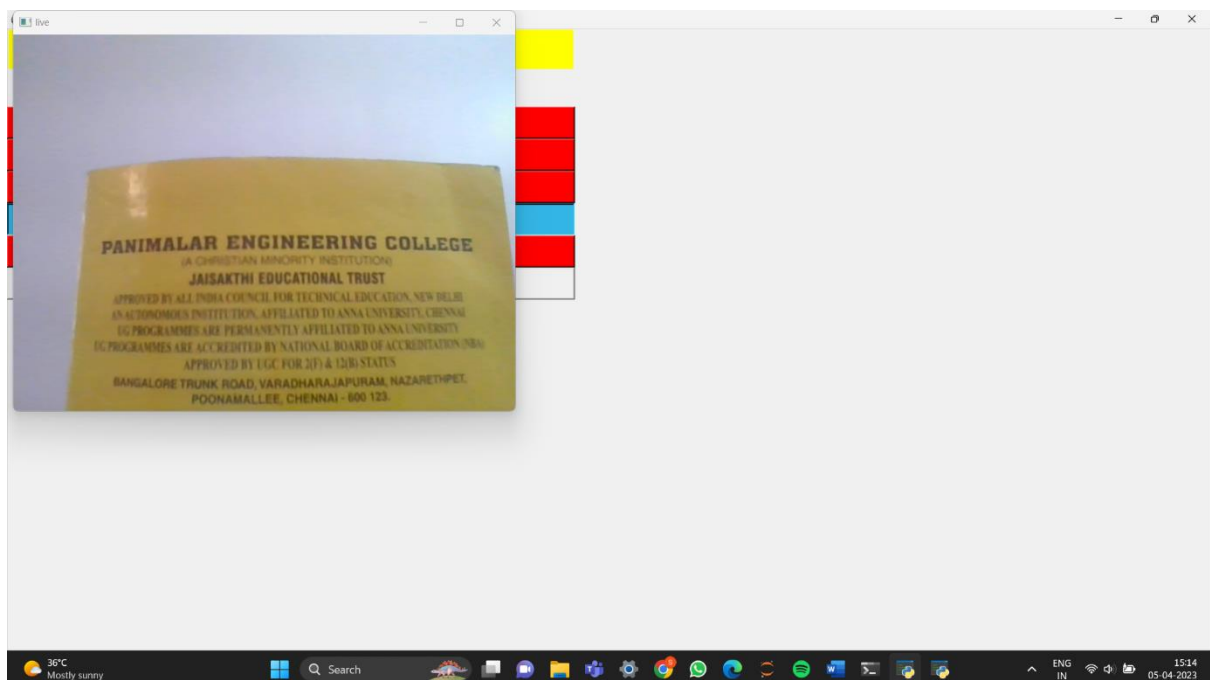 live
PANIMALAR ENGINEERING COLLEGE
(A CHRISTIAN MINORITY INSTITUTION)
JAISAKTHI EDUCATIONAL TRUST
APPROVED BY ALL INDIA COUNCIL FOR TECHNICAL EDUCATION, NEW DELHI
AN AUTONOMOUS INSTITUTION, AFFILIATED TO ANNA UNIVERSITY, CHENNAI
UG PROGRAMMES ARE PERMANENTLY AFFILIATED TO ANNA UNIVERSITY
UG PROGRAMMES ARE ACCREDITED BY NATIONAL BOARD OF ACCREDITATION (NBA)
APPROVED BY UGC FOR 2(F) & 12(B) STATUS
BANGALORE TRUNK ROAD, VARADHARAJAPURAM, NAZARETHPET,
POONAMALLEE, CHENNAI - 600 123.
36°C
Mostly sunny
Search
ENG
IN
15:14
05-04-2023